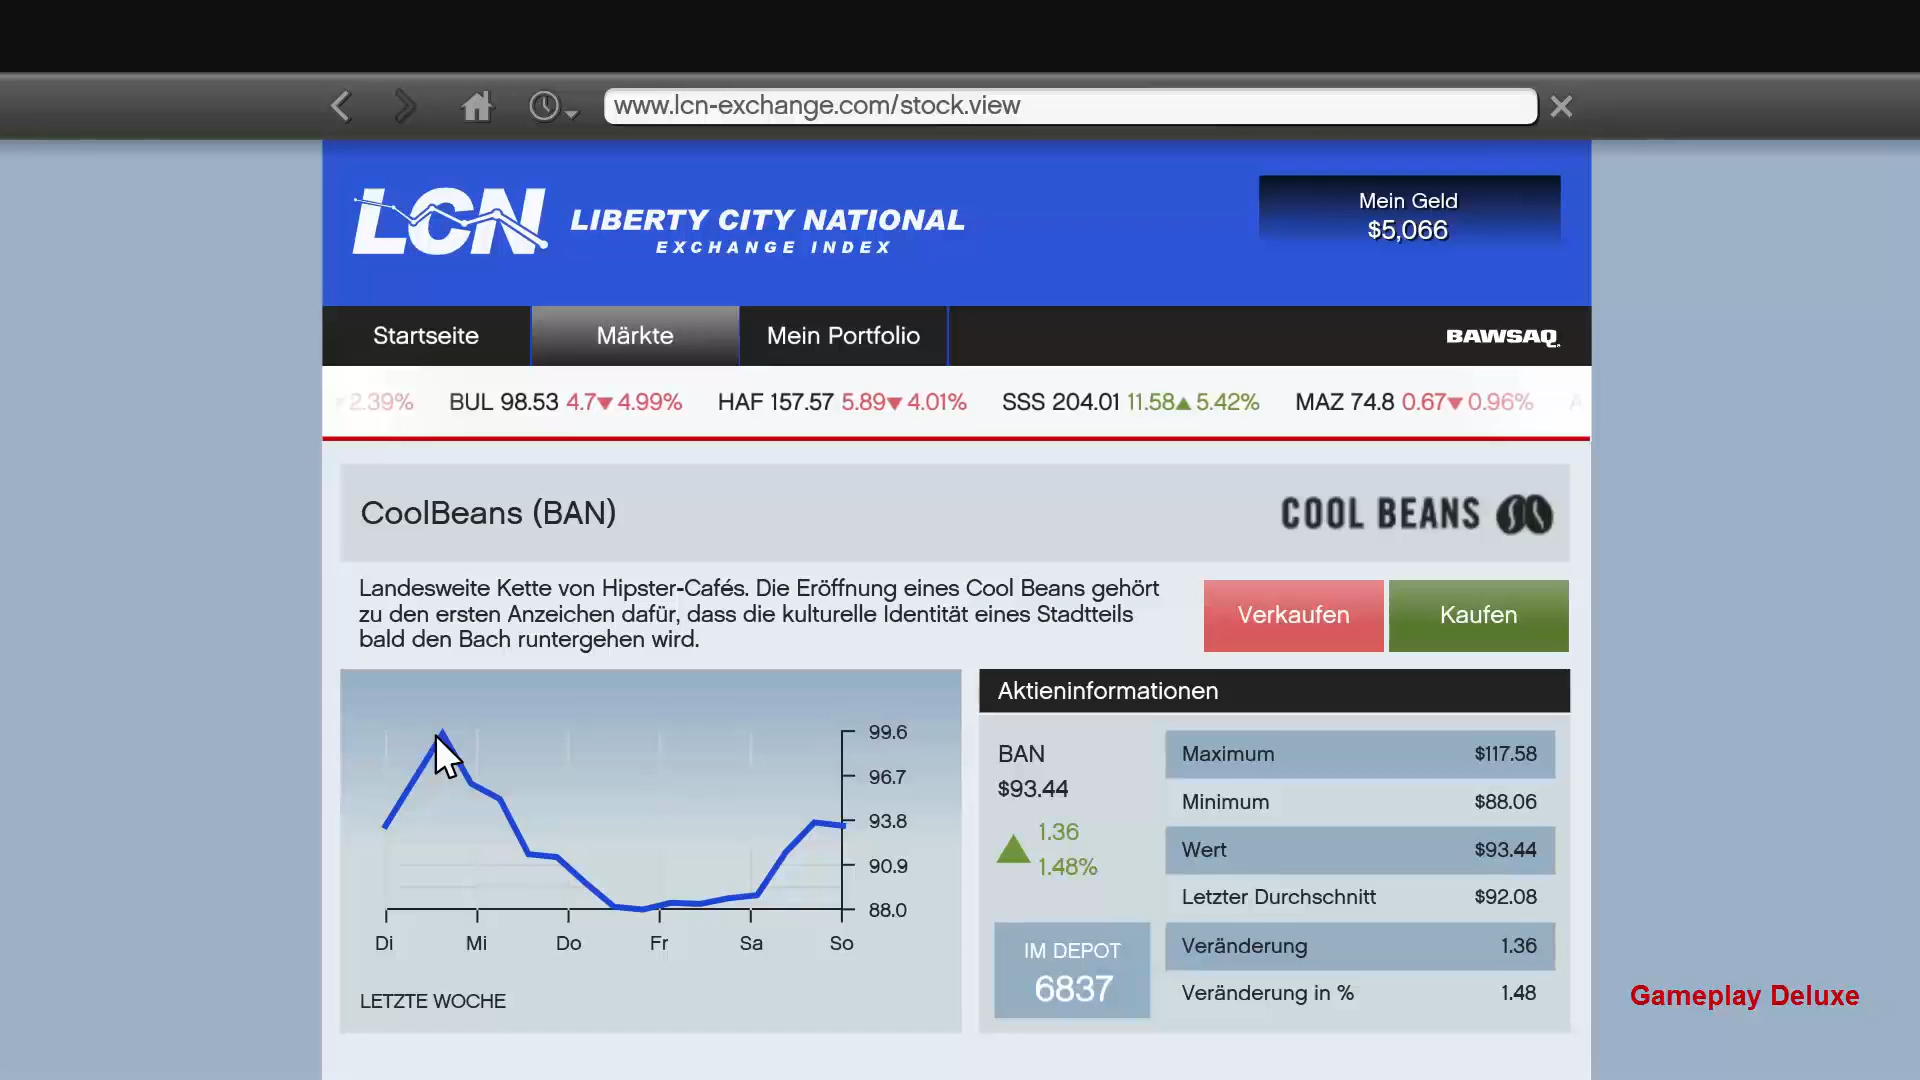 www.lcn-exchange.com/stock.view
LCN
LIBERTY CITY NATIONAL
EXCHANGE INDEX
Mein Geld
$5,066
Startseite
Märkte
Mein Portfolio
BAWSAQ
2.39% BUL 98.53 4.7▼4.99% HAF 157.57 5.89▼4.01% SSS 204.01 11.58▲5.42% MAZ 74.8 0.67▼0.96%
CoolBeans (BAN)
COOL BEANS
Landesweite Kette von Hipster-Cafés. Die Eröffnung eines Cool Beans gehört
zu den ersten Anzeichen dafür, dass die kulturelle Identität eines Stadtteils
bald den Bach runtergehen wird.
Verkaufen
Kaufen
99.6
96.7
93.8
90.9
88.0
Di Mi Do Fr Sa So
LETZTE WOCHE
Aktieninformationen
BAN
$93.44
1.36
1.48%
IM DEPOT
6837
Maximum $117.58
Minimum $88.06
Wert $93.44
Letzter Durchschnitt $92.08
Veränderung 1.36
Veränderung in % 1.48
Gameplay Deluxe